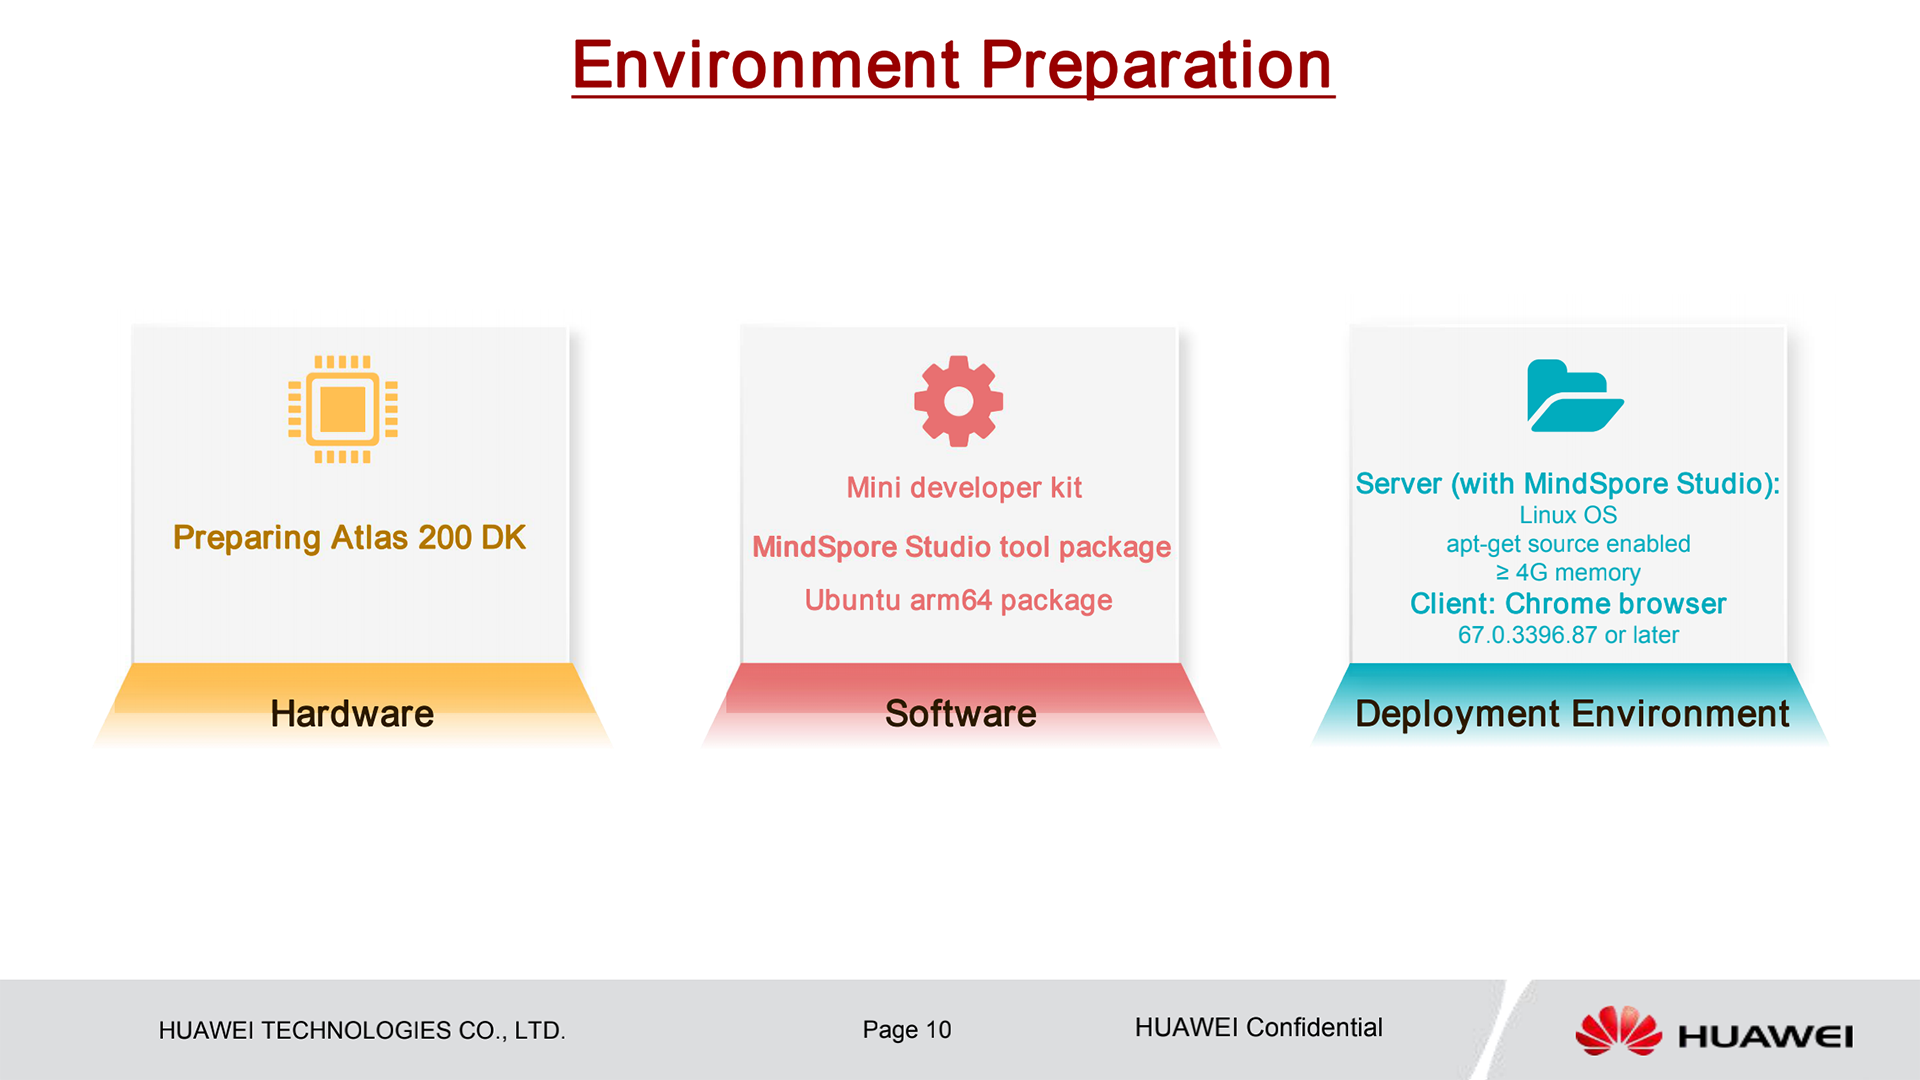 Environment Preparation
Preparing Atlas 200 DK
Hardware
Mini developer kit
MindSpore Studio tool package
Ubuntu arm64 package
Software
Server (with MindSpore Studio):
Linux OS
apt-get source enabled
≥ 4G memory
Client: Chrome browser
67.0.3396.87 or later
Deployment Environment
HUAWEI TECHNOLOGIES CO., LTD.
Page 10
HUAWEI Confidential
HUAWEI